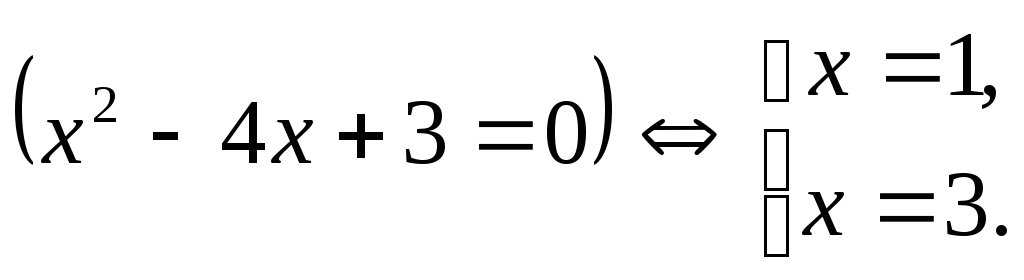 (x² - 4x + 3 = 0) ⇔ x = 1,
x = 3.